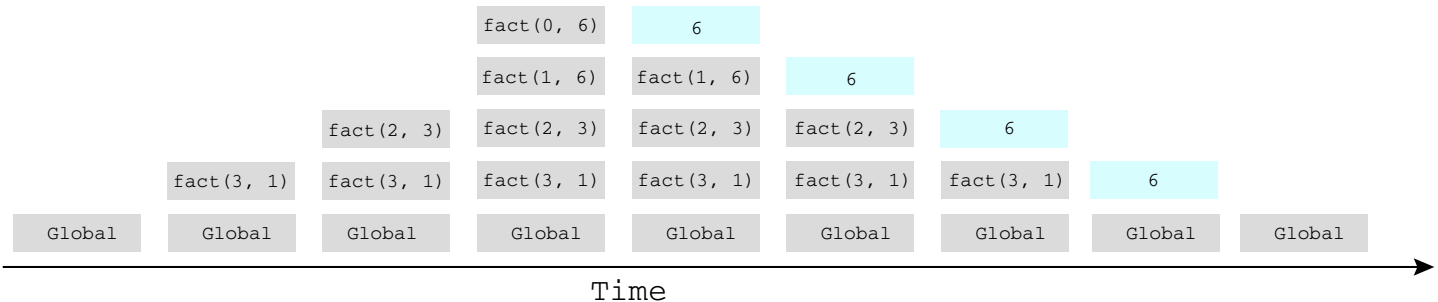 fact(0, 6) 6
fact(1, 6) fact(1, 6) 6
fact(2, 3) fact(2, 3) fact(2, 3) fact(2, 3) 6
fact(3, 1) fact(3, 1) fact(3, 1) fact(3, 1) fact(3, 1) fact(3, 1) 6
Global Global Global Global Global Global Global Global Global
Time